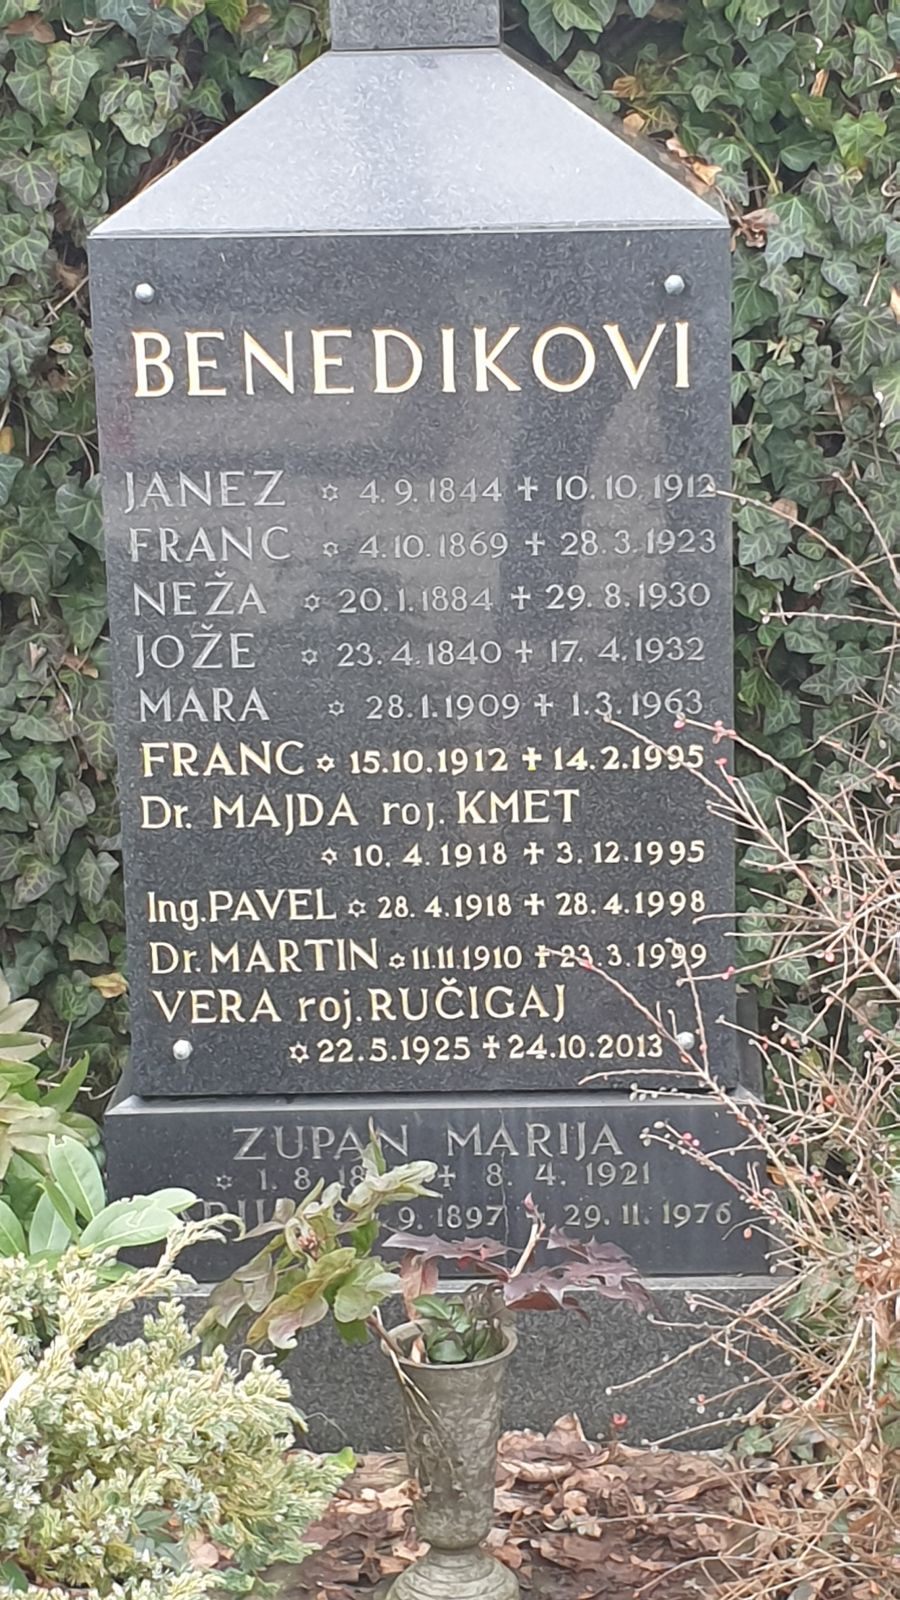 BENEDIKOVI
JANEZ ✡ 4.9.1844 ✝ 10.10.1912
FRANC ✡ 4.10.1869 ✝ 28.3.1923
NEŽA ✡ 20.1.1884 ✝ 29.8.1930
JOŽE ✡ 23.4.1840 ✝ 17.4.1932
MARA ✡ 28.1.1909 ✝ 1.3.1963
FRANC ✡ 15.10.1912 ✝ 14.2.1995
Dr. MAJDA roj. KMET
✡ 10.4.1918 ✝ 3.12.1995
Ing. PAVEL ✡ 28.4.1918 ✝ 28.4.1998
Dr. MARTIN ✡ 11.11.1910 ✝ 23.3.1999
VERA roj. RUČIGAJ
✡ 22.5.1925 ✝ 24.10.2013
ZUPAN MARIJA
✡ 1.8. ✝ 8.4.1921
9.1897 ✝ 29.11.1976